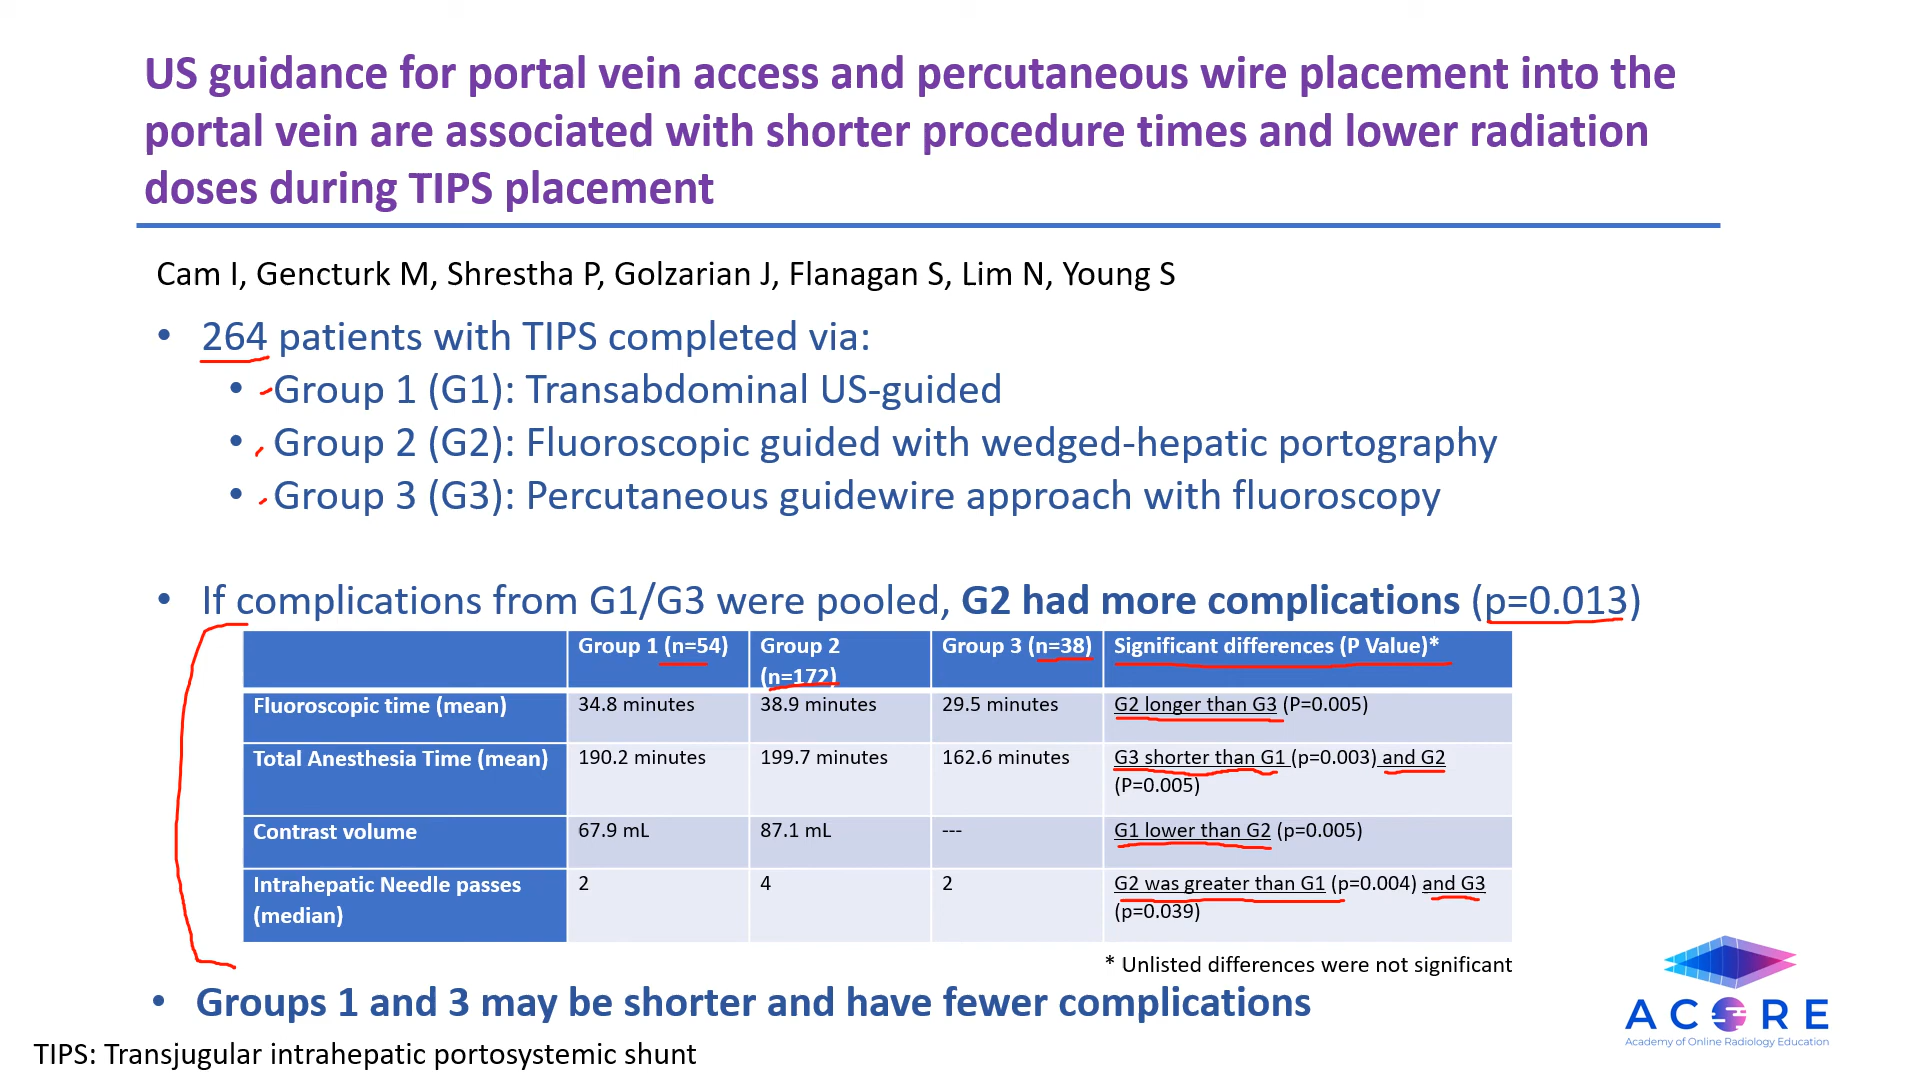 US guidance for portal vein access and percutaneous wire placement into the
portal vein are associated with shorter procedure times and lower radiation
doses during TIPS placement
Cam I, Gencturk M, Shrestha P, Golzarian J, Flanagan S, Lim N, Young S
• 264 patients with TIPS completed via:
• Group 1 (G1): Transabdominal US-guided
• Group 2 (G2): Fluoroscopic guided with wedged-hepatic portography
• Group 3 (G3): Percutaneous guidewire approach with fluoroscopy
• If complications from G1/G3 were pooled, G2 had more complications (p=0.013)
Group 1 (n=54) Group 2 Group 3 (n=38) Significant differences (P Value)*
(n=172)
Fluoroscopic time (mean) 34.8 minutes 38.9 minutes 29.5 minutes G2 longer than G3 (P=0.005)
Total Anesthesia Time (mean) 190.2 minutes 199.7 minutes 162.6 minutes G3 shorter than G1 (p=0.003) and G2
(P=0.005)
Contrast volume 67.9 mL 87.1 mL --- G1 lower than G2 (p=0.005)
Intrahepatic Needle passes 2 4 2 G2 was greater than G1 (p=0.004) and G3
(median) (p=0.039)
* Unlisted differences were not significant
• Groups 1 and 3 may be shorter and have fewer complications
ACORE
Academy of Online Radiology Education
TIPS: Transjugular intrahepatic portosystemic shunt